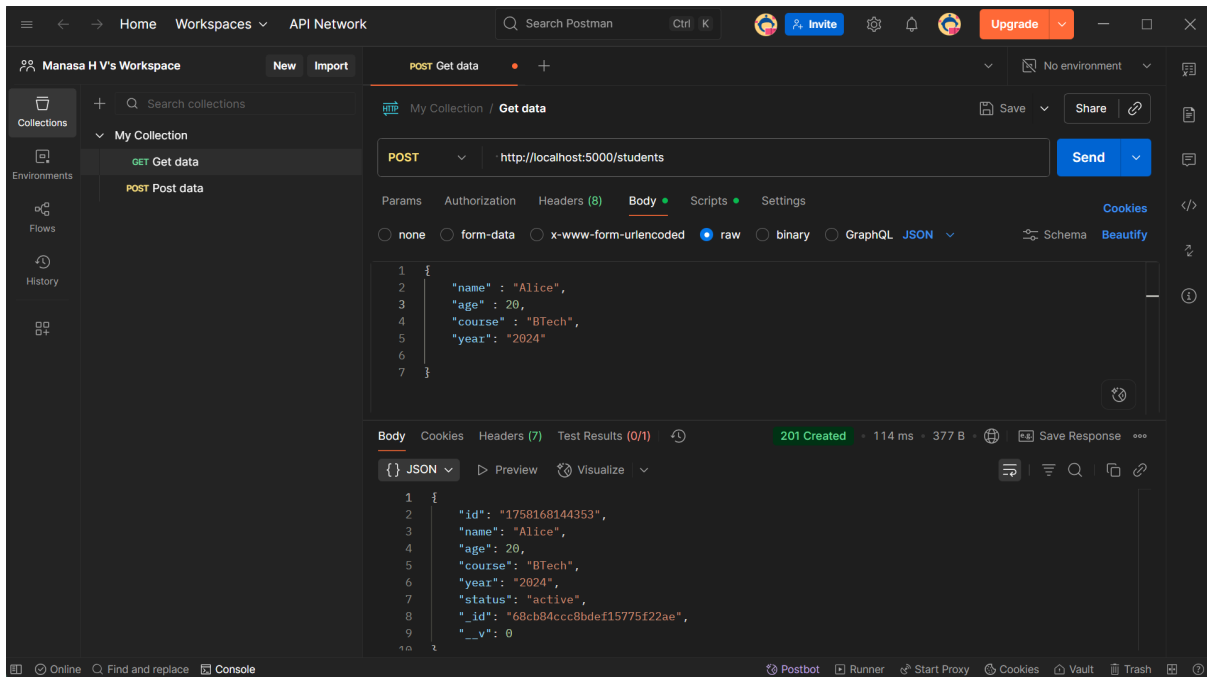 Home Workspaces API Network Search Postman Ctrl K Invite Upgrade
Manasa H V's Workspace New Import POST Get data No environment
Collections
Environments
Flows
History
Search collections
My Collection
GET Get data
POST Post data
HTTP My Collection / Get data Save Share
POST http://localhost:5000/students Send
Params Authorization Headers (8) Body Scripts Settings Cookies
none form-data x-www-form-urlencoded raw binary GraphQL JSON Schema Beautify
1 {
2 "name" : "Alice",
3 "age" : 20,
4 "course" : "BTech",
5 "year": "2024"
6
7 }
Body Cookies Headers (7) Test Results (0/1) 201 Created 114 ms 377 B e.g. Save Response
{} JSON Preview Visualize
1 {
2 "id": "1758168144353",
3 "name": "Alice",
4 "age": 20,
5 "course": "BTech",
6 "year": "2024",
7 "status": "active",
8 "_id": "68cb84ccc8bdef15775f22ae",
9 "__v": 0
10 }
Online Find and replace Console Postbot Runner Start Proxy Cookies Vault Trash